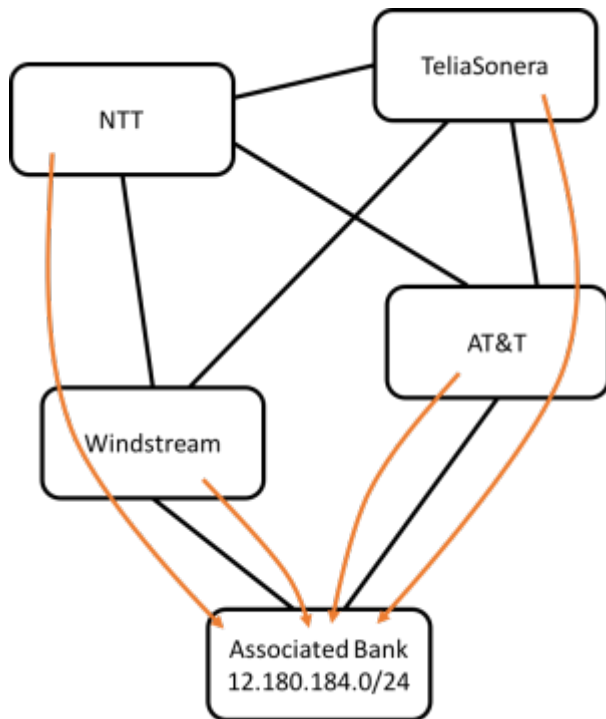 TeliaSonera
NTT
AT&T
Windstream
Associated Bank
12.180.184.0/24